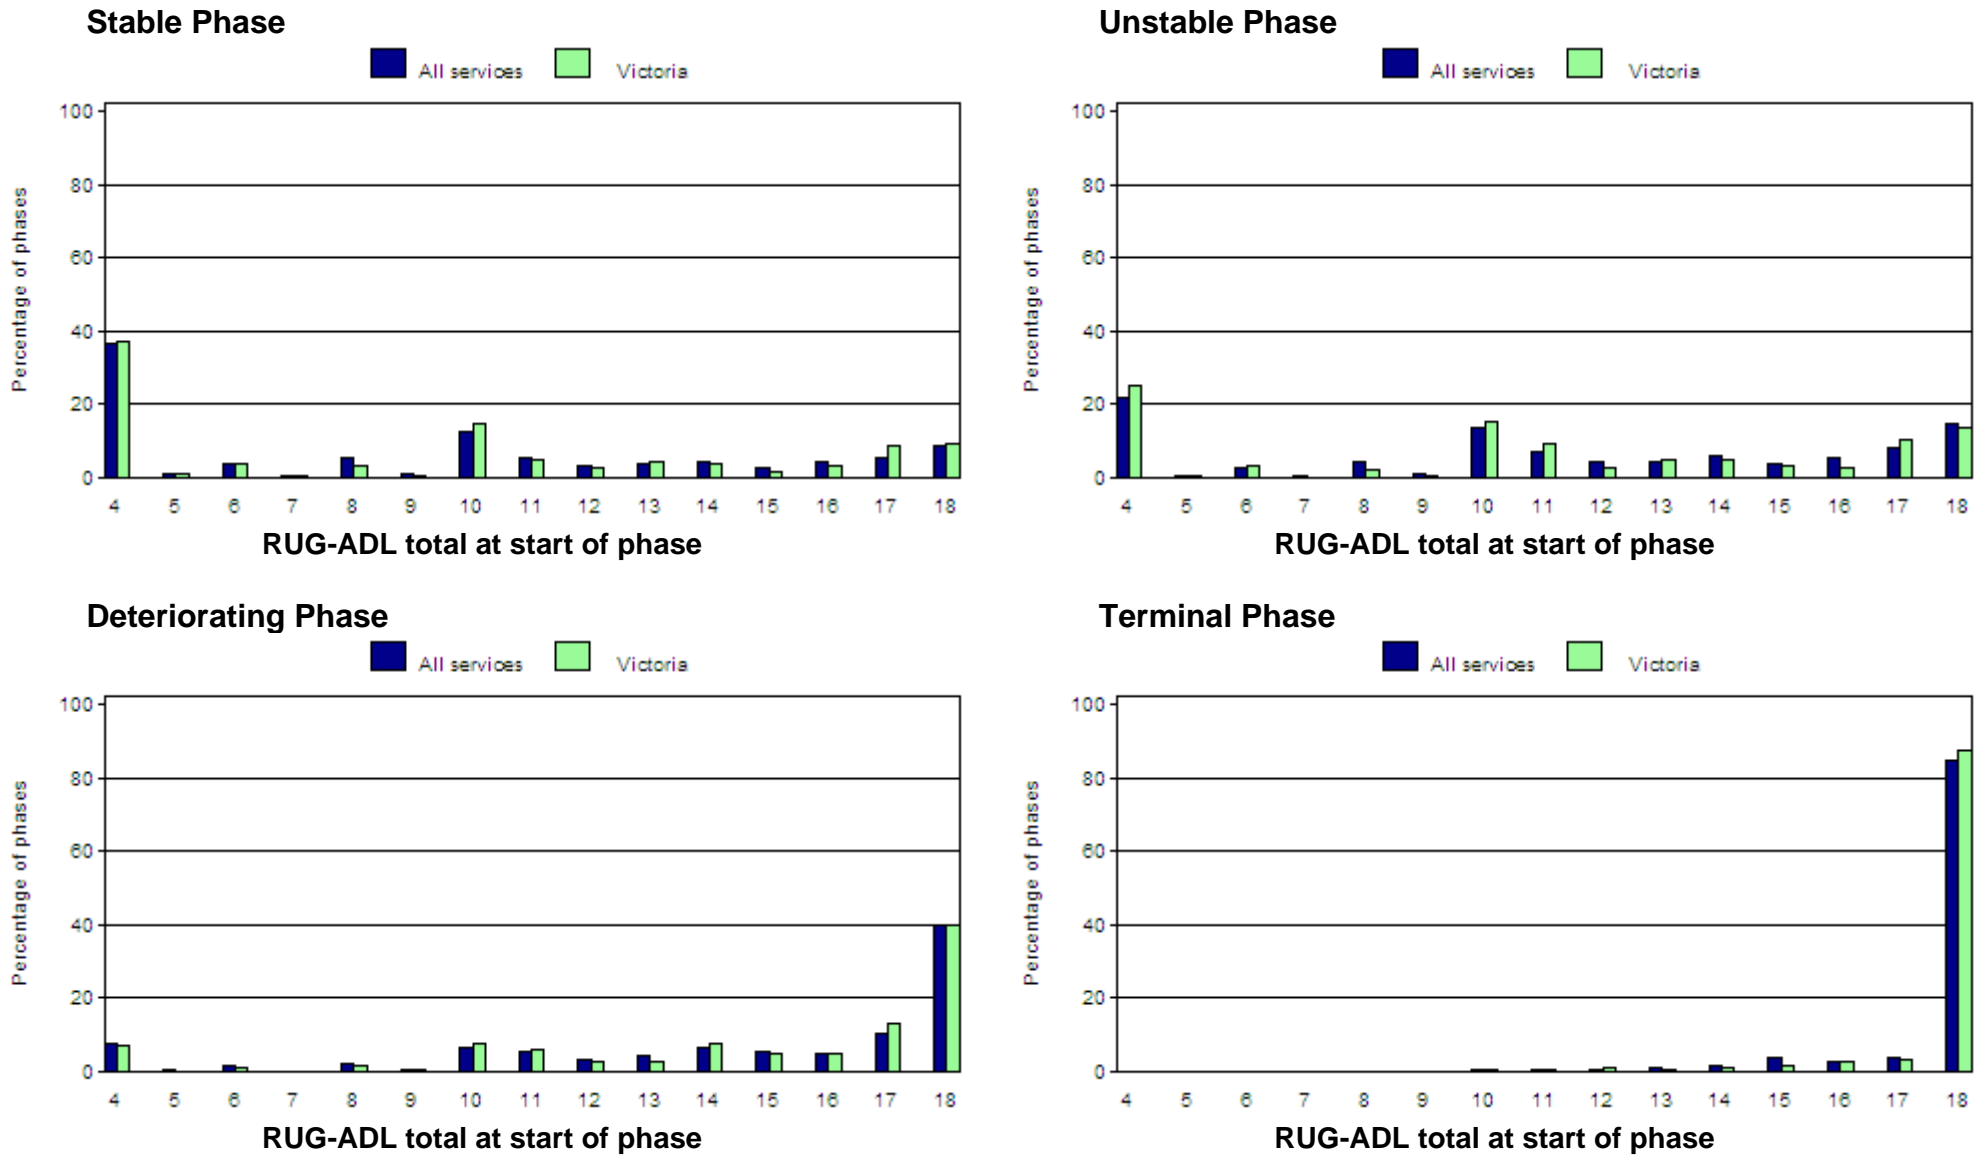 Stable Phase
All services Victoria
Percentage of phases
100
80
60
40
20
0
4 5 6 7 8 9 10 11 12 13 14 15 16 17 18
RUG-ADL total at start of phase
Unstable Phase
All services Victoria
Percentage of phases
100
80
60
40
20
0
4 5 6 7 8 9 10 11 12 13 14 15 16 17 18
RUG-ADL total at start of phase
Deteriorating Phase
All services Victoria
Percentage of phases
100
80
60
40
20
0
4 5 6 7 8 9 10 11 12 13 14 15 16 17 18
RUG-ADL total at start of phase
Terminal Phase
All services Victoria
Percentage of phases
100
80
60
40
20
0
4 5 6 7 8 9 10 11 12 13 14 15 16 17 18
RUG-ADL total at start of phase